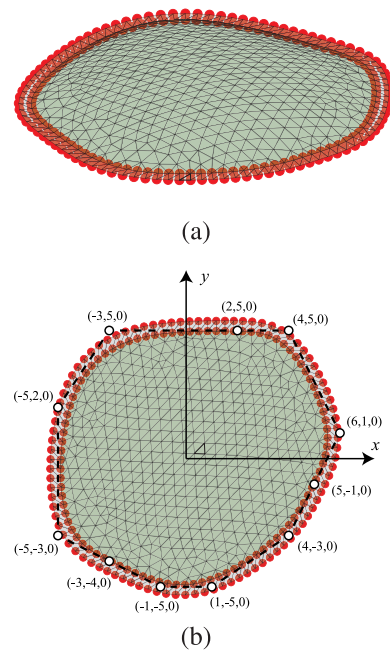 (a)
y
(-3,5,0) (2,5,0) (4,5,0)
(-5,2,0)
(6,1,0)
x
(5,-1,0)
(-5,-3,0) (4,-3,0)
(-3,-4,0)
(-1,-5,0) (1,-5,0)
(b)